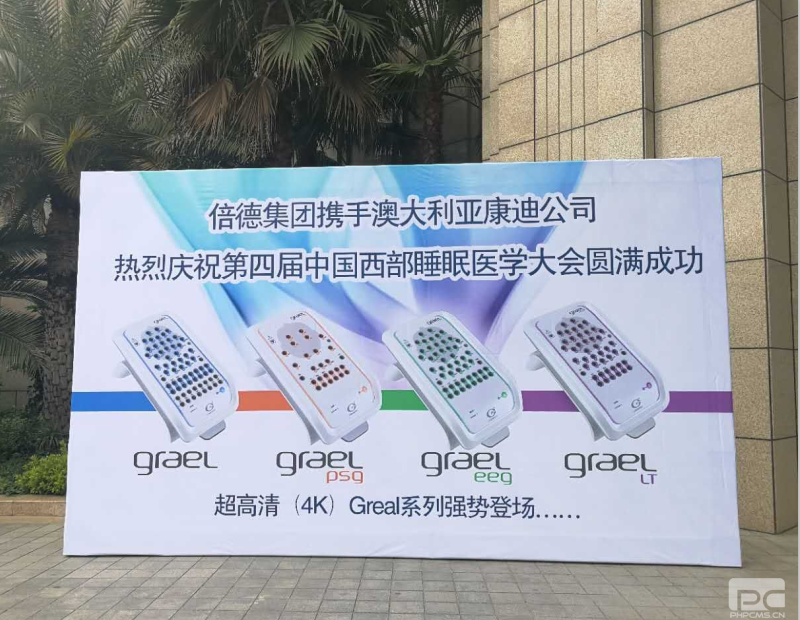 倍德集团携手澳大利亚康迪公司
热烈庆祝第四届中国西部睡眠医学大会圆满成功
grael
grael psg
grael eeg
grael LT
超高清（4K）Greal系列强势登场……
PC
PHPCMS.CN